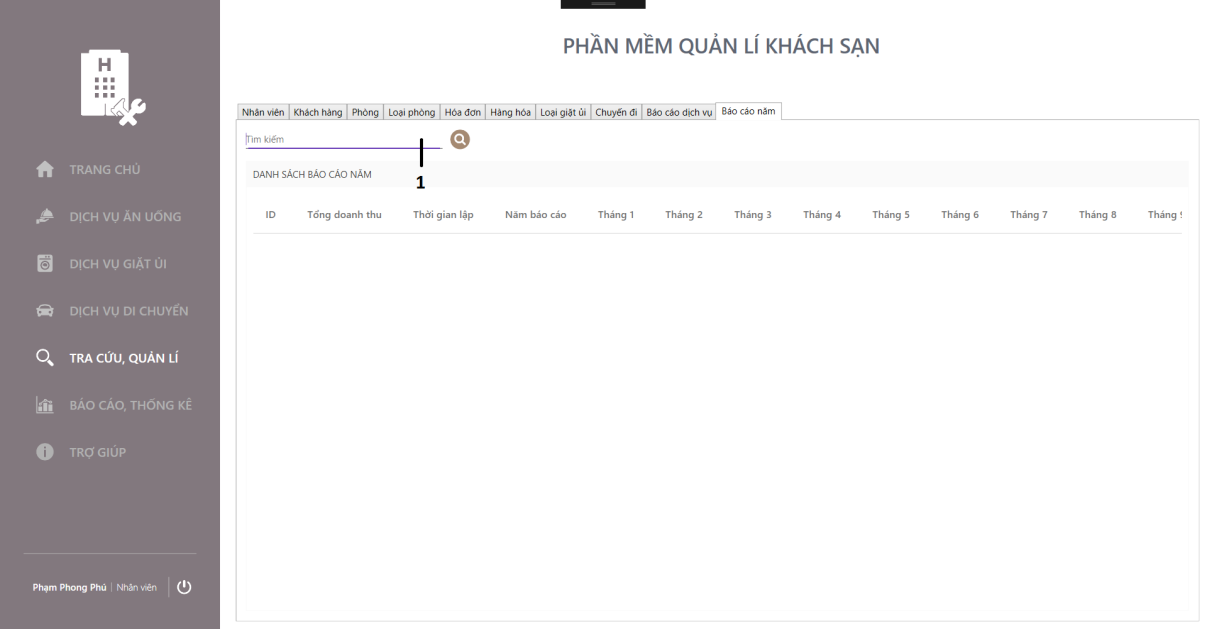 H
PHẦN MỀM QUẢN LÍ KHÁCH SẠN
Nhân viên Khách hàng Phòng Loại phòng Hóa đơn Hàng hóa Loại giặt ủi Chuyến đi Báo cáo dịch vụ Báo cáo năm
Tìm kiếm
1
DANH SÁCH BÁO CÁO NĂM
ID Tổng doanh thu Thời gian lập Năm báo cáo Tháng 1 Tháng 2 Tháng 3 Tháng 4 Tháng 5 Tháng 6 Tháng 7 Tháng 8 Tháng 9
TRANG CHỦ
DỊCH VỤ ĂN UỐNG
DỊCH VỤ GIẶT ỦI
DỊCH VỤ DI CHUYỂN
TRA CỨU, QUẢN LÍ
BÁO CÁO, THỐNG KÊ
TRỢ GIÚP
Phạm Phong Phú | Nhân viên